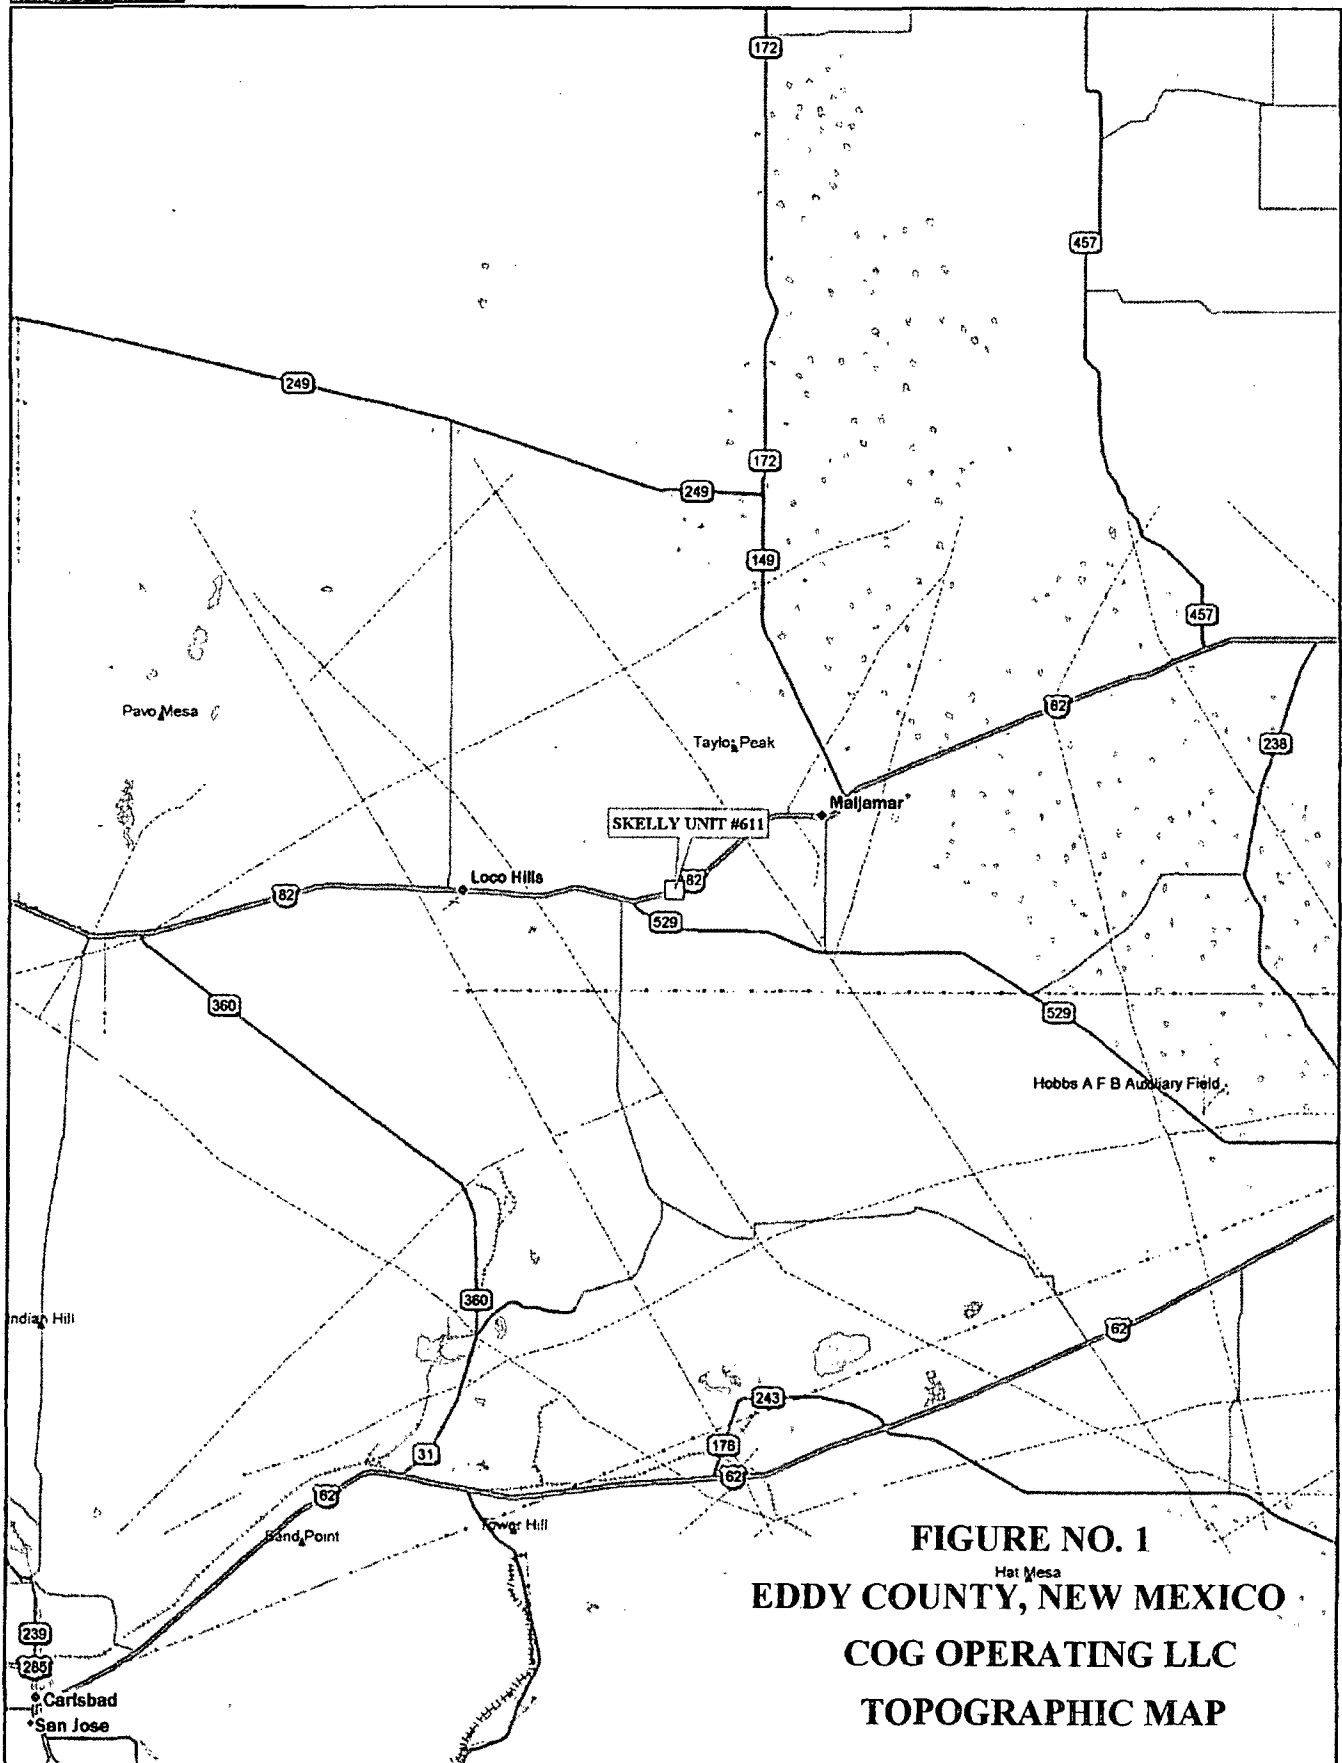 172
457
249
172
249
149
457
Pavo Mesa
82
Taylor Peak
238
Maljamar
SKELLY UNIT #611
Loco Hills
82
82
529
360
529
Hobbs A F B Auxiliary Field
360
Indian Hill
62
243
31
178
62
62
Sand Point
Tower Hill
FIGURE NO. 1
Hat Mesa
EDDY COUNTY, NEW MEXICO
239
COG OPERATING LLC
285
Carlsbad
TOPOGRAPHIC MAP
San Jose